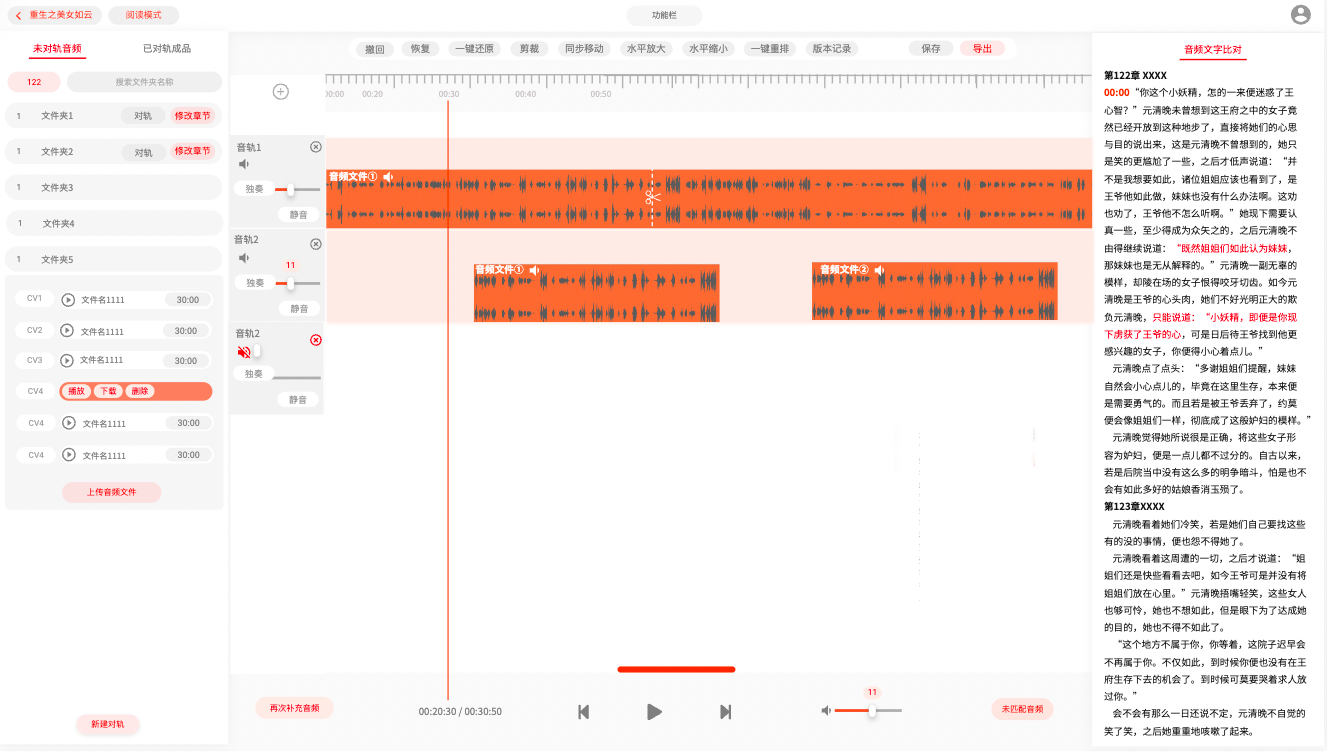 重生之美女如云
阅读模式
功能栏
未对轨音频
已对轨成品
122
搜索文件夹名称
1 文件夹1 对轨 修改章节
1 文件夹2 对轨 修改章节
1 文件夹3
1 文件夹4
1 文件夹5
CV1 文件名1111 30:00
CV2 文件名1111 30:00
CV3 文件名1111 30:00
CV4 播放 下载 删除
CV4 文件名1111 30:00
CV4 文件名1111 30:00
上传音频文件
新建对轨
撤回 恢复 一键还原 剪裁 同步移动 水平放大 水平缩小 一键重排 版本记录 保存 导出
00:00 00:20 00:30 00:40 00:50
音轨1
独奏
静音
音频文件①
音轨2
11
独奏
静音
音频文件①
音频文件②
音轨2
独奏
静音
再次补充音频
00:20:30 / 00:30:50
11
未匹配音频
音频文字比对
第122章 XXXX
00:00 “你这个小妖精，怎的一来便迷惑了王
心智？”元清晚未曾想到这王府之中的女子竟
然已经开放到这种地步了，直接将她们的心思
与目的说出来，这是元清晚不曾想到的，她只
是笑的更尴尬了一些，之后才低声说道：“并
不是我想要如此，诸位姐姐应该也看到了，是
王爷他如此做，妹妹也没有什么办法啊。这劝
也劝了，王爷他不怎么听啊。”她现下需要认
真一些，至少得成为众矢之的，之后元清晚不
由得继续说道：“既然姐姐们如此认为妹妹，
那妹妹也是无从解释的。”元清晚一副无辜的
模样，却陵在场的女子恨得咬牙切齿。如今元
清晚是王爷的心头肉，她们不好光明正大的欺
负元清晚，只能说道：“小妖精，即便是你现
下虏获了王爷的心，可是日后待王爷找到他更
感兴趣的女子，你便得小心着点儿。”
元清晚点了点头：“多谢姐姐们提醒，妹妹
自然会小心点儿的，毕竟在这里生存，本来便
是需要勇气的。而且若是被王爷丢弃了，约莫
便会像姐姐们一样，彻底成了这般妒妇的模样。”
元清晚觉得她所说很是正确，将这些女子形
容为妒妇，便是一点儿都不过分的。自古以来，
若是后院当中没有这么多的明争暗斗，怕是也不
会有如此多好的姑娘香消玉殒了。
第123章XXXX
元清晚看着她们冷笑，若是她们自己要找这些
有的没的事情，便也怨不得她了。
元清晚看着这周遭的一切，之后才说道：“姐
姐们还是快些看看去吧，如今王爷可是并没有将
姐姐们放在心里。”元清晚捂嘴轻笑，这些女人
也够可怜，她也不想如此，但是眼下为了达成她
的目的，她也不得不如此了。
“这个地方不属于你，你等着，这院子迟早会
不再属于你。不仅如此，到时候你便也没有在王
府生存下去的机会了。到时候可莫要哭着求人放
过你。”
会不会有那么一日还说不定，元清晚不自觉的
笑了笑，之后她重重地咳嗽了起来。